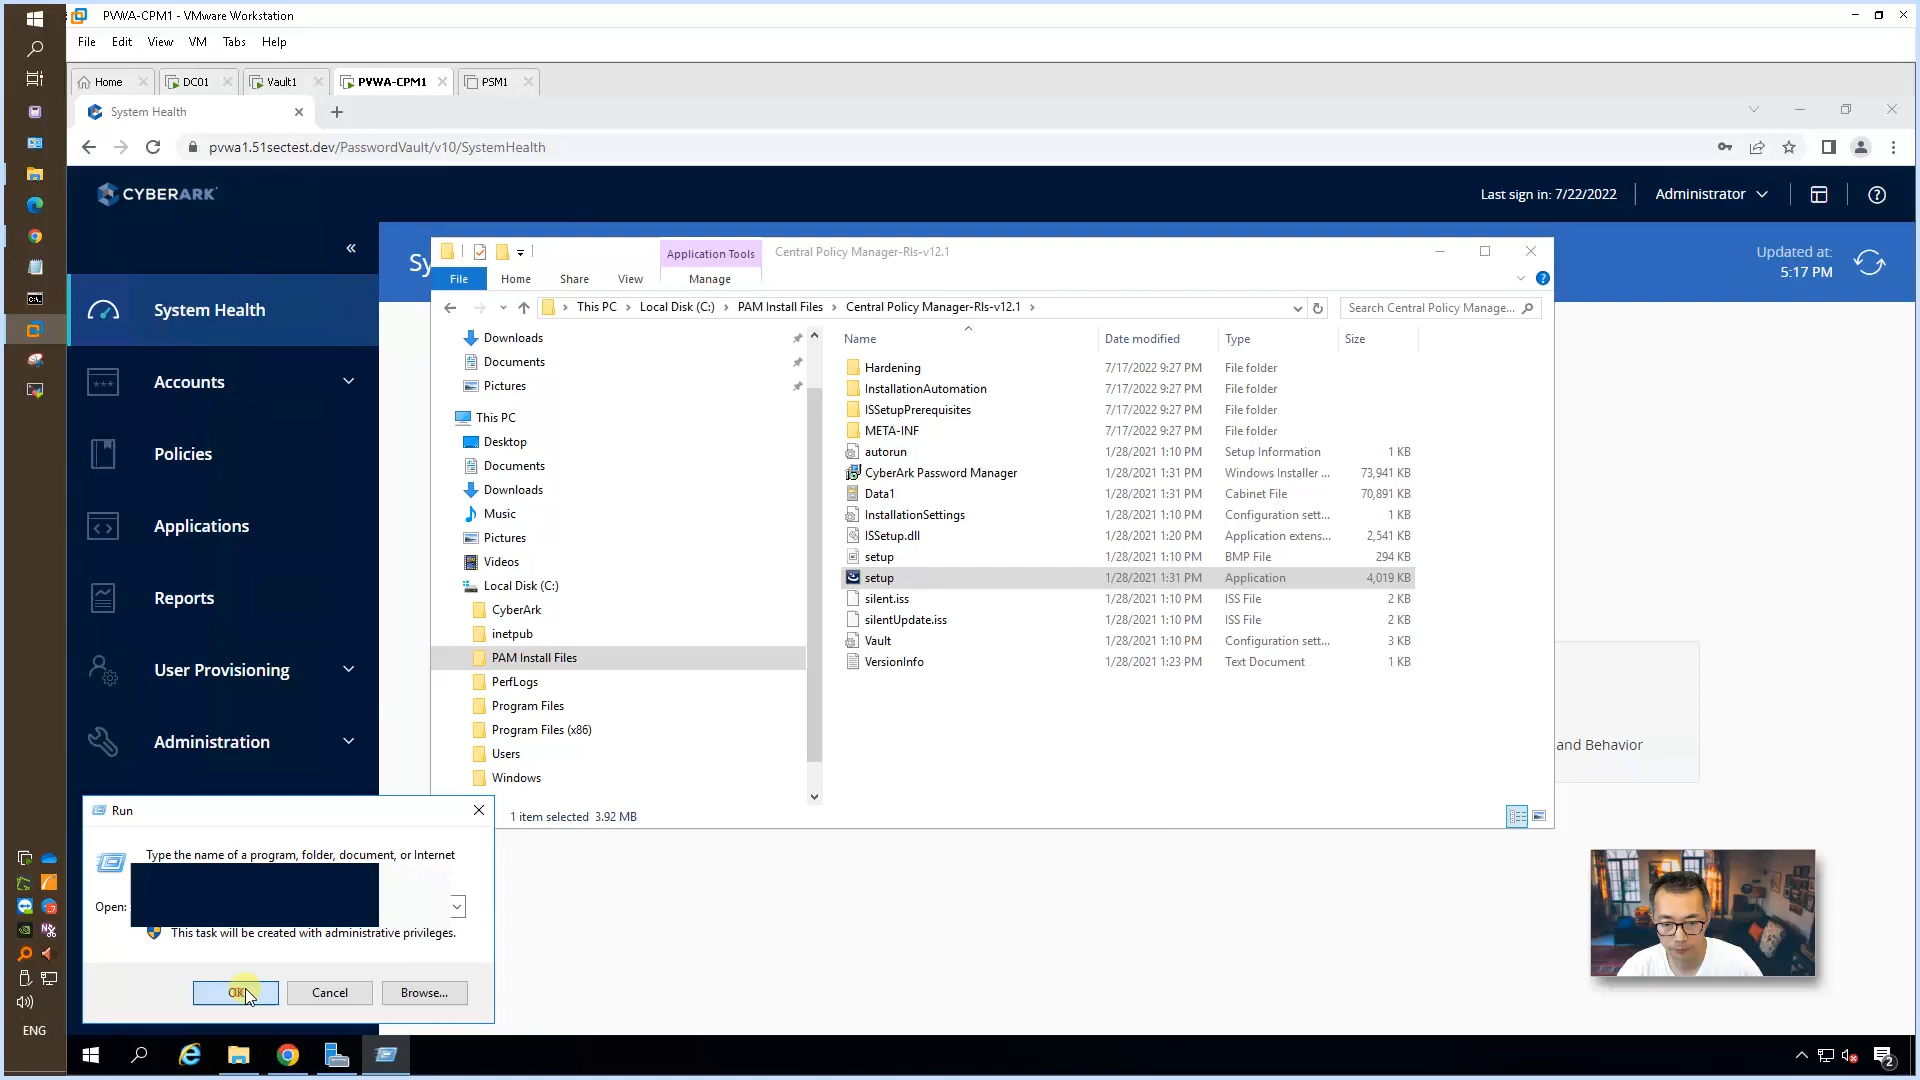 PVWA-CPM1 - VMware Workstation
File Edit View VM Tabs Help
Home DC01 Vault1 PVWA-CPM1 PSM1
System Health
pvwa1.51sectest.dev/PasswordVault/v10/SystemHealth
CYBERARK
Last sign in: 7/22/2022 Administrator
Sy
Updated at:
5:17 PM
System Health
Accounts
Policies
Applications
Reports
User Provisioning
Administration
Application Tools Central Policy Manager-Rls-v12.1
File Home Share View Manage
This PC Local Disk (C:) PAM Install Files Central Policy Manager-Rls-v12.1
Search Central Policy Manage...
Downloads
Documents
Pictures
This PC
Desktop
Documents
Downloads
Music
Pictures
Videos
Local Disk (C:)
CyberArk
inetpub
PAM Install Files
PerfLogs
Program Files
Program Files (x86)
Users
Windows
Name Date modified Type Size
Hardening 7/17/2022 9:27 PM File folder
InstallationAutomation 7/17/2022 9:27 PM File folder
ISSetupPrerequisites 7/17/2022 9:27 PM File folder
META-INF 7/17/2022 9:27 PM File folder
autorun 1/28/2021 1:10 PM Setup Information 1 KB
CyberArk Password Manager 1/28/2021 1:31 PM Windows Installer ... 73,941 KB
Data1 1/28/2021 1:31 PM Cabinet File 70,891 KB
InstallationSettings 1/28/2021 1:10 PM Configuration sett... 1 KB
ISSetup.dll 1/28/2021 1:20 PM Application extens... 2,541 KB
setup 1/28/2021 1:10 PM BMP File 294 KB
setup 1/28/2021 1:31 PM Application 4,019 KB
silent.iss 1/28/2021 1:10 PM ISS File 2 KB
silentUpdate.iss 1/28/2021 1:10 PM ISS File 2 KB
Vault 1/28/2021 1:10 PM Configuration sett... 3 KB
VersionInfo 1/28/2021 1:23 PM Text Document 1 KB
1 item selected 3.92 MB
and Behavior
Run
Type the name of a program, folder, document, or Internet
Open:
This task will be created with administrative privileges.
OK Cancel Browse...
ENG
2